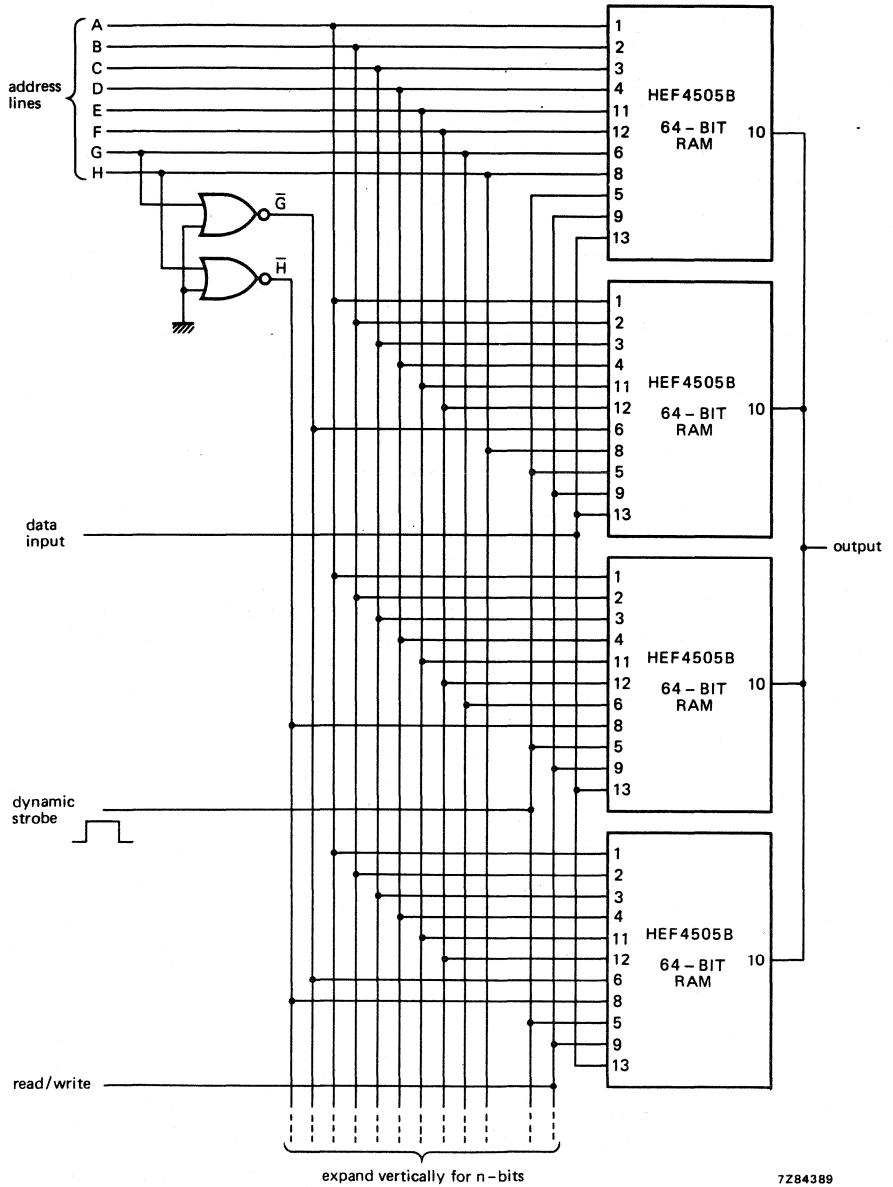 A
B
C
D
E
F
G
H
address
lines
G̅
H̅
1
2
3
4
11
12
6
8
5
9
13
HEF4505B
64-BIT
RAM
10
1
2
3
4
11
12
6
8
5
9
13
HEF4505B
64-BIT
RAM
10
data
input
output
1
2
3
4
11
12
6
8
5
9
13
HEF4505B
64-BIT
RAM
10
dynamic
strobe
1
2
3
4
11
12
6
8
5
9
13
HEF4505B
64-BIT
RAM
10
read/write
expand vertically for n-bits
7Z84389